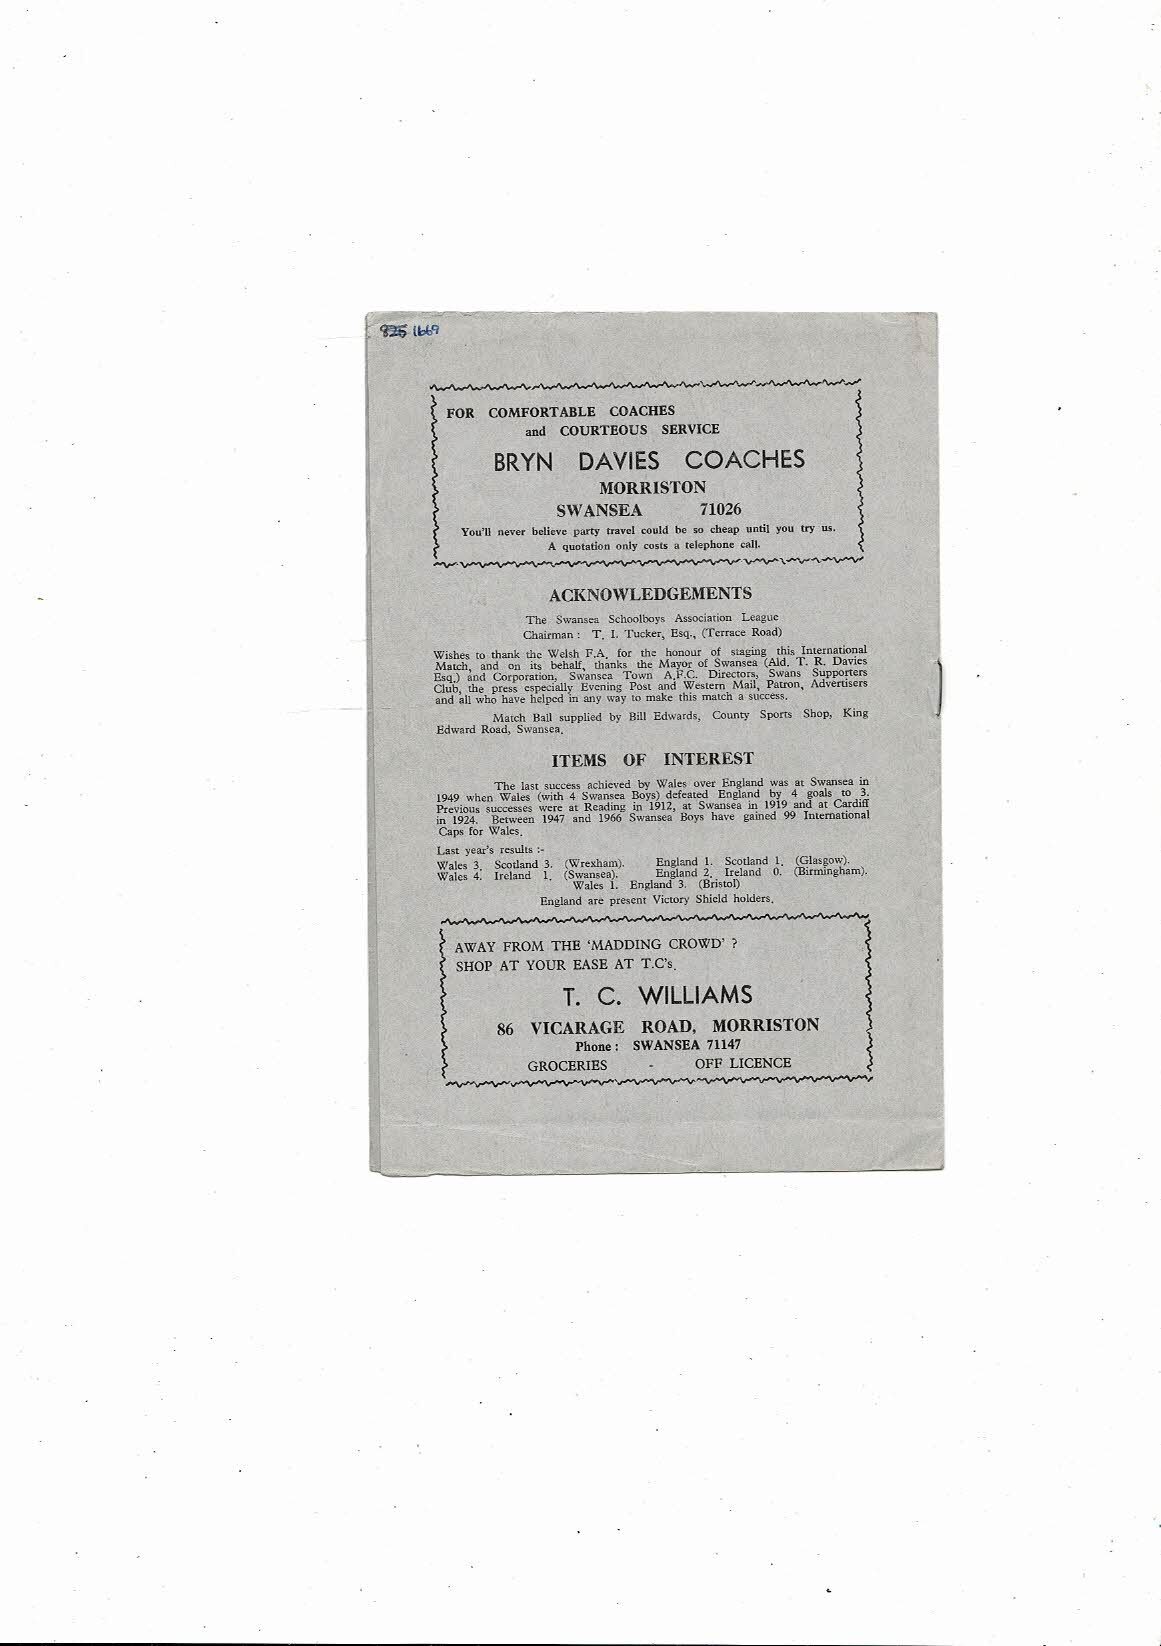 825 1669
FOR COMFORTABLE COACHES
and COURTEOUS SERVICE
BRYN DAVIES COACHES
MORRISTON
SWANSEA 71026
You'll never believe party travel could be so cheap until you try us.
A quotation only costs a telephone call.
ACKNOWLEDGEMENTS
The Swansea Schoolboys Association League
Chairman : T. I. Tucker, Esq., (Terrace Road)
Wishes to thank the Welsh F.A. for the honour of staging this International
Match, and on its behalf, thanks the Mayor of Swansea (Ald. T. R. Davies
Esq.) and Corporation, Swansea Town A.F.C. Directors, Swans Supporters
Club, the press especially Evening Post and Western Mail, Patron, Advertisers
and all who have helped in any way to make this match a success.
Match Ball supplied by Bill Edwards, County Sports Shop, King
Edward Road, Swansea.
ITEMS OF INTEREST
The last success achieved by Wales over England was at Swansea in
1949 when Wales (with 4 Swansea Boys) defeated England by 4 goals to 3.
Previous successes were at Reading in 1912, at Swansea in 1919 and at Cardiff
in 1924. Between 1947 and 1966 Swansea Boys have gained 99 International
Caps for Wales.
Last year's results :-
Wales 3. Scotland 3. (Wrexham). England 1. Scotland 1. (Glasgow).
Wales 4. Ireland 1. (Swansea). England 2. Ireland 0. (Birmingham).
Wales 1. England 3. (Bristol)
England are present Victory Shield holders.
AWAY FROM THE 'MADDING CROWD' ?
SHOP AT YOUR EASE AT T.C's.
T. C. WILLIAMS
86 VICARAGE ROAD, MORRISTON
Phone : SWANSEA 71147
GROCERIES - OFF LICENCE